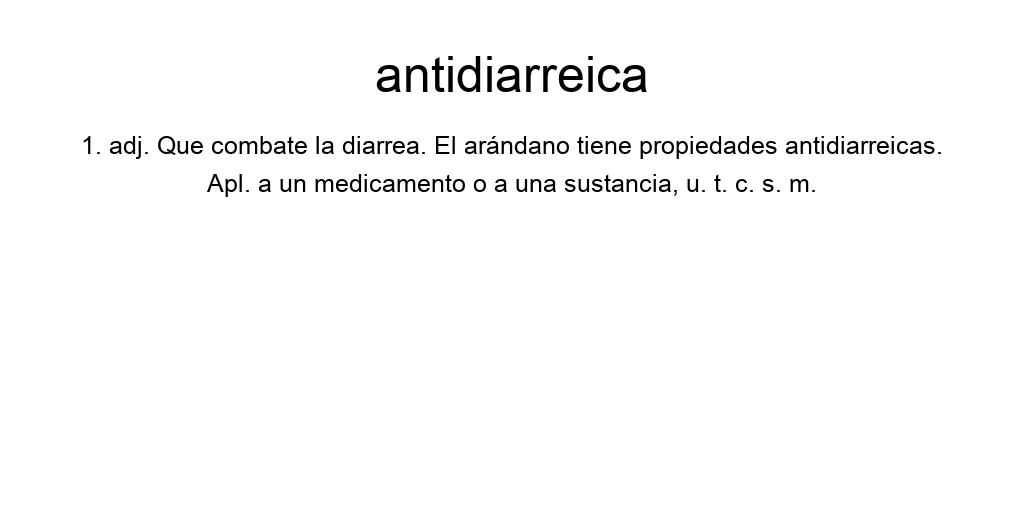 antidiarreica
1. adj. Que combate la diarrea. El arándano tiene propiedades antidiarreicas.
Apl. a un medicamento o a una sustancia, u. t. c. s. m.